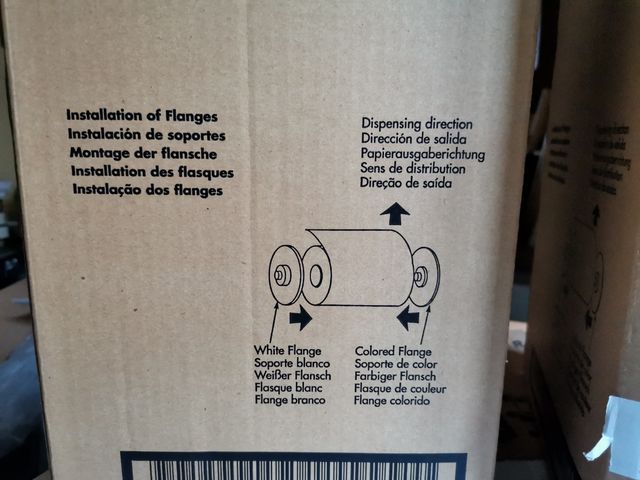 Installation of Flanges
Instalación de soportes
Montage der flansche
Installation des flasques
Instalação dos flanges
Dispensing direction
Dirección de salida
Papierausgaberichtung
Sens de distribution
Direção de saída
White Flange
Soporte blanco
Weißer Flansch
Flasque blanc
Flange branco
Colored Flange
Soporte de color
Farbiger Flansch
Flasque de couleur
Flange colorido